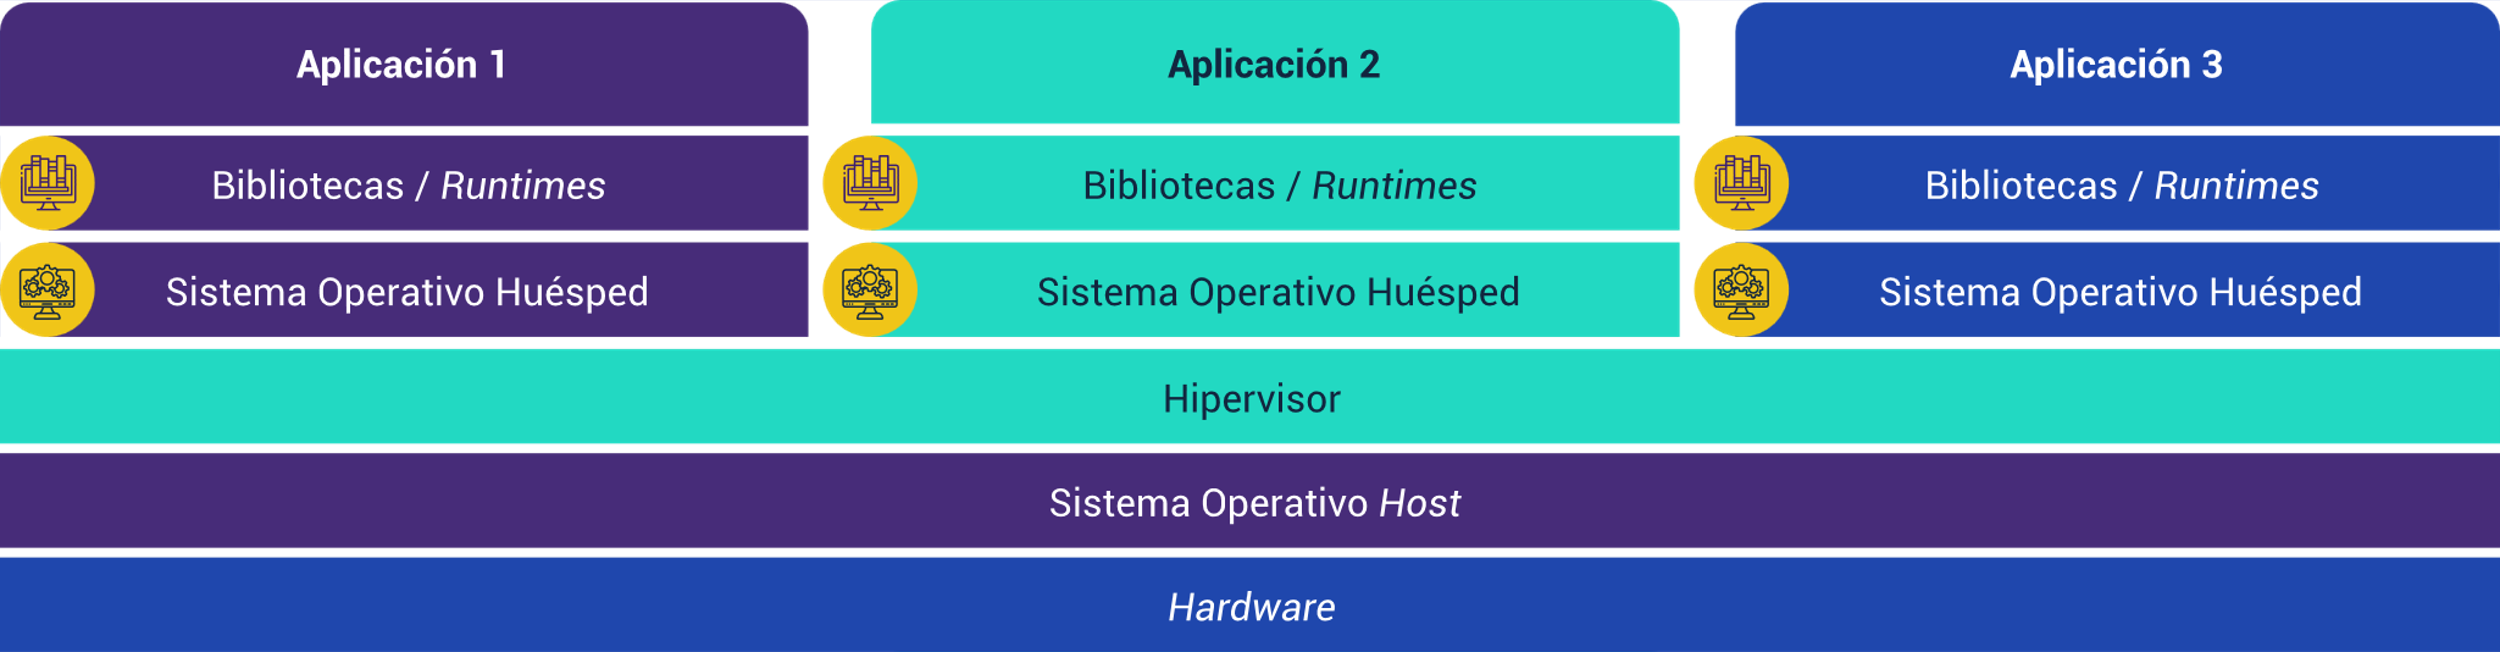 Aplicación 1
Aplicación 2
Aplicación 3
Bibliotecas / Runtimes
Bibliotecas / Runtimes
Bibliotecas / Runtimes
Sistema Operativo Huésped
Sistema Operativo Huésped
Sistema Operativo Huésped
Hipervisor
Sistema Operativo Host
Hardware